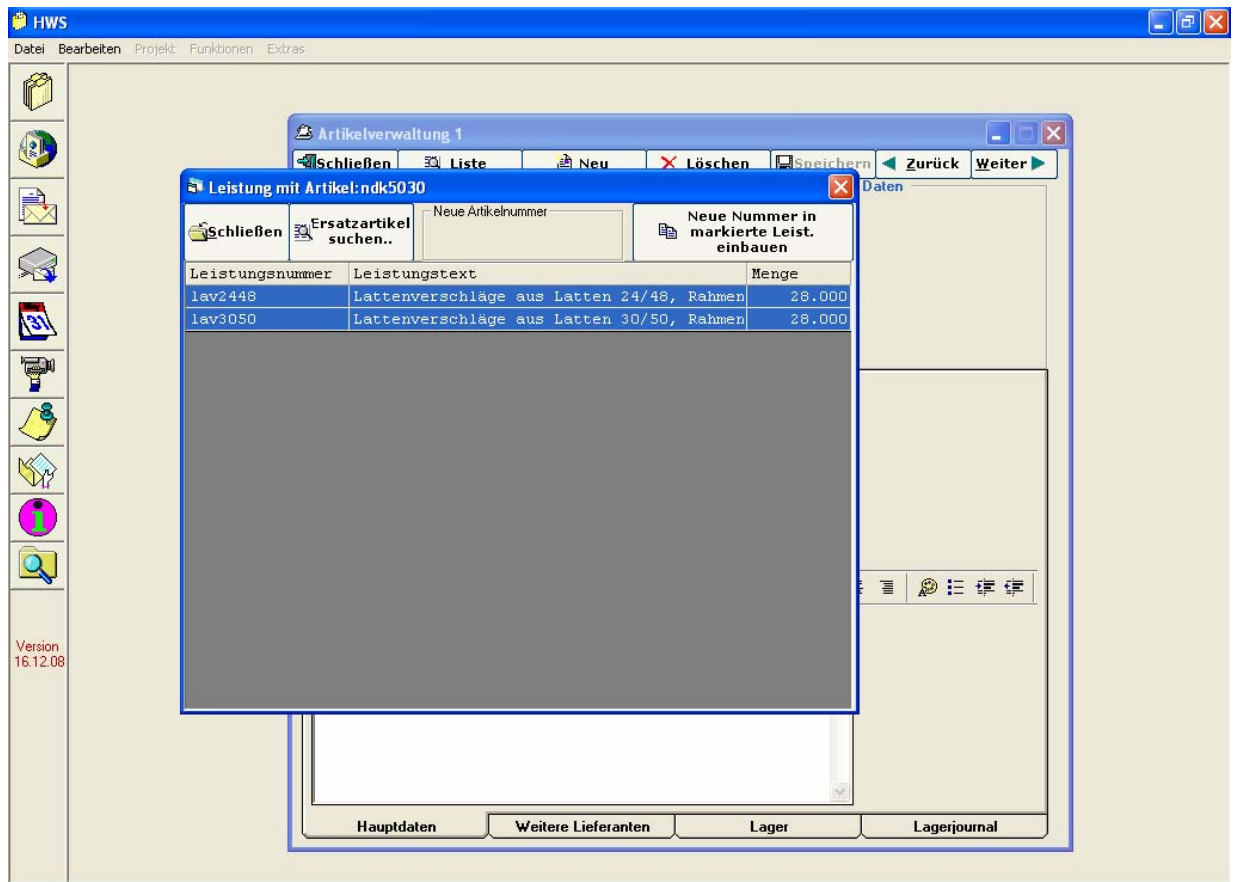 HWS
Datei Bearbeiten Projekt Funktionen Extras
Artikelverwaltung 1
Schließen Liste Neu Löschen Speichern Zurück Weiter
Daten
Leistung mit Artikel:ndk5030
Schließen
Ersatzartikel
suchen..
Neue Artikelnummer
Neue Nummer in
markierte Leist.
einbauen
Leistungsnummer Leistungstext Menge
lav2448 Lattenverschläge aus Latten 24/48, Rahmen 28.000
lav3050 Lattenverschläge aus Latten 30/50, Rahmen 28.000
31
Version
16.12.08
Hauptdaten Weitere Lieferanten Lager Lagerjournal